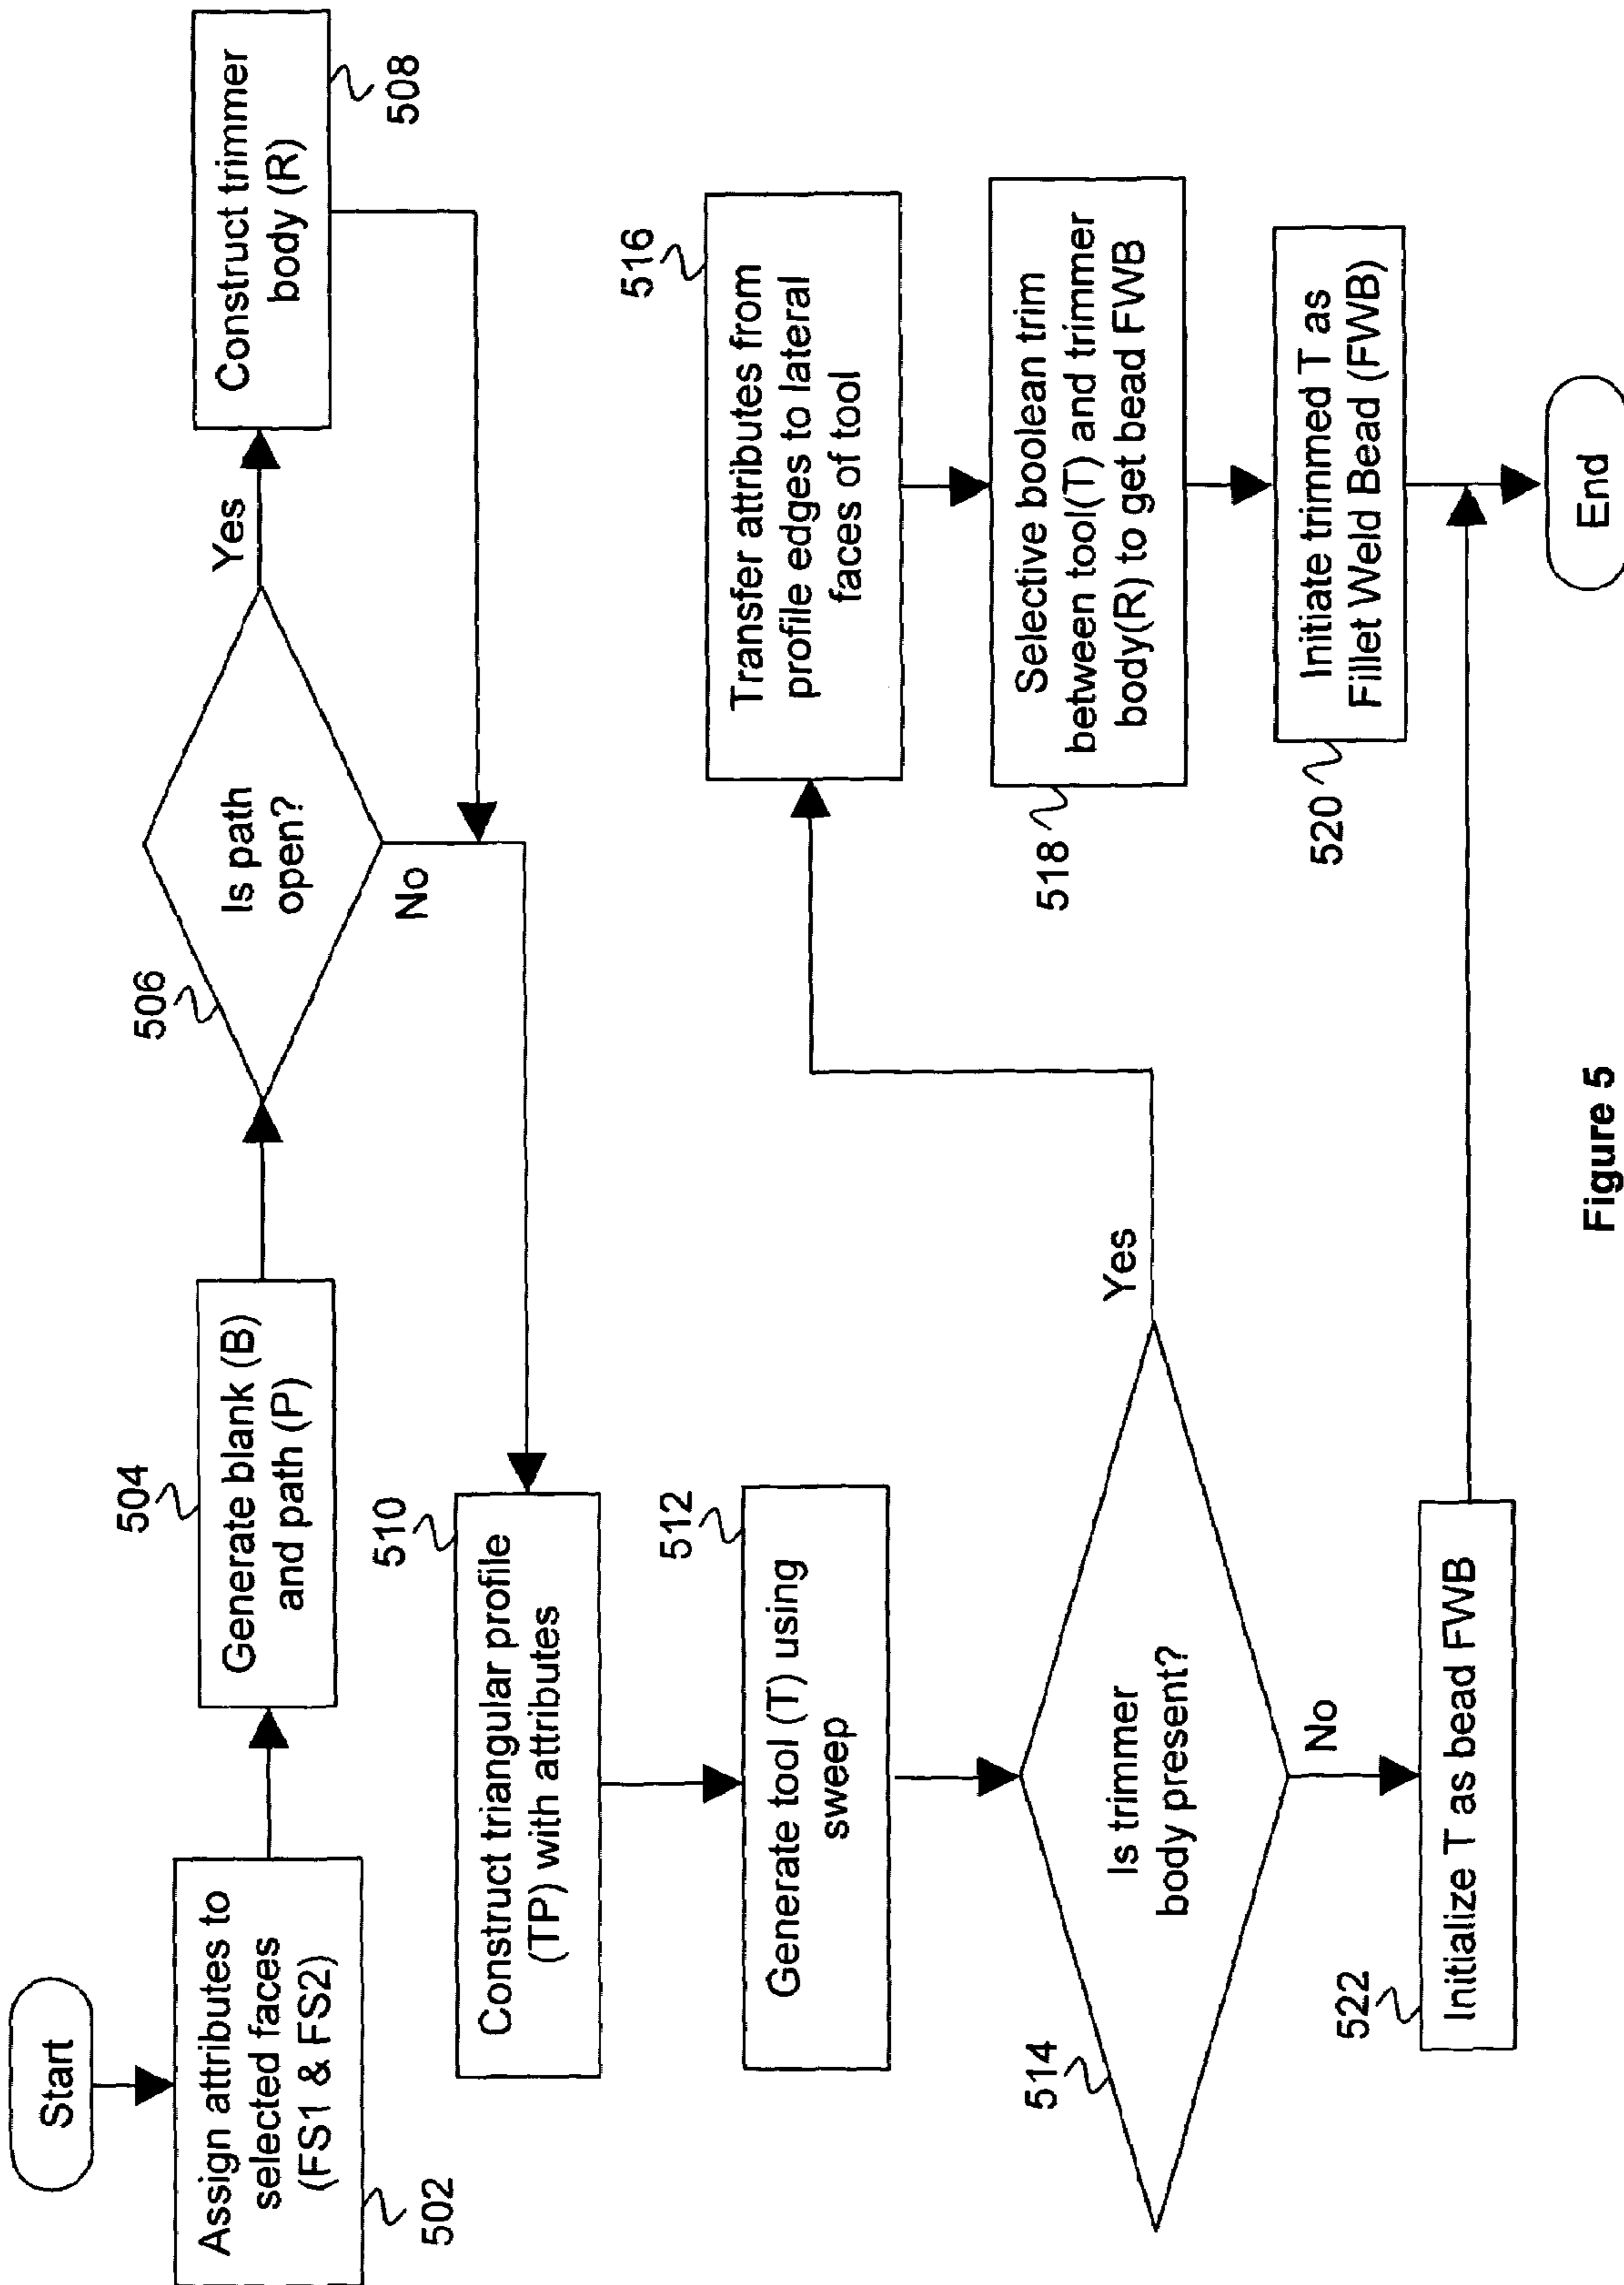 Start
Assign attributes to
selected faces
(FS1 & FS2)
502
504
Generate blank (B)
and path (P)
506
Is path
open?
Yes
No
Construct trimmer
body (R)
508
510
Construct triangular profile
(TP) with attributes
512
Generate tool (T) using
sweep
514
Is trimmer
body present?
Yes
No
516
Transfer attributes from
profile edges to lateral
faces of tool
518
Selective boolean trim
between tool(T) and trimmer
body(R) to get bead FWB
520
Initiate trimmed T as
Fillet Weld Bead (FWB)
522
Initialize T as bead FWB
End
Figure 5